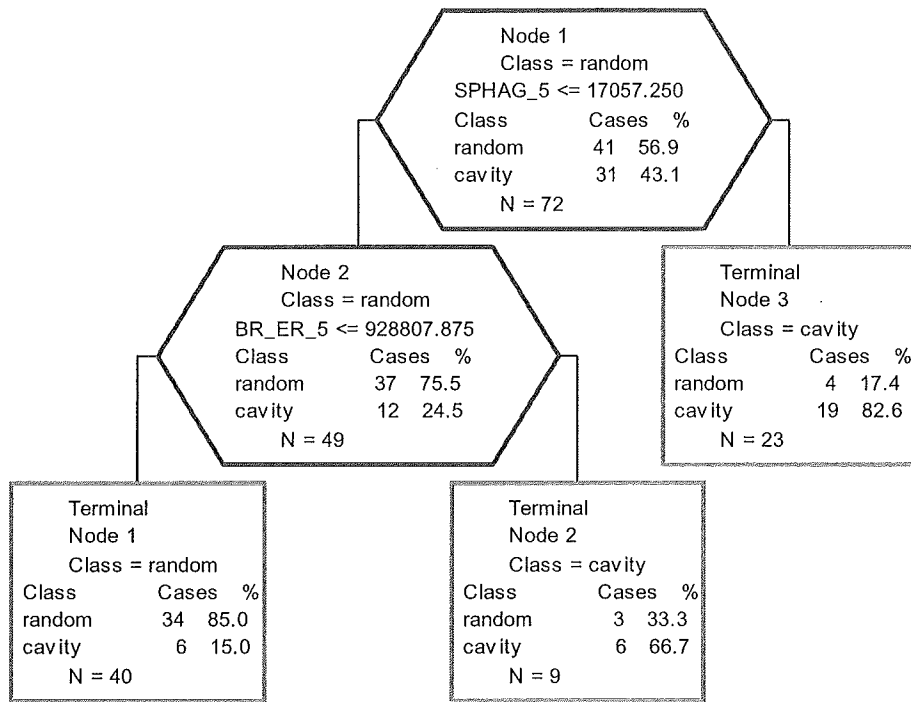 Node 1
Class = random
SPHAG_5 <= 17057.250
Class Cases %
random 41 56.9
cavity 31 43.1
N = 72
Node 2
Class = random
BR_ER_5 <= 928807.875
Class Cases %
random 37 75.5
cavity 12 24.5
N = 49
Terminal
Node 3
Class = cavity
Class Cases %
random 4 17.4
cavity 19 82.6
N = 23
Terminal
Node 1
Class = random
Class Cases %
random 34 85.0
cavity 6 15.0
N = 40
Terminal
Node 2
Class = cavity
Class Cases %
random 3 33.3
cavity 6 66.7
N = 9